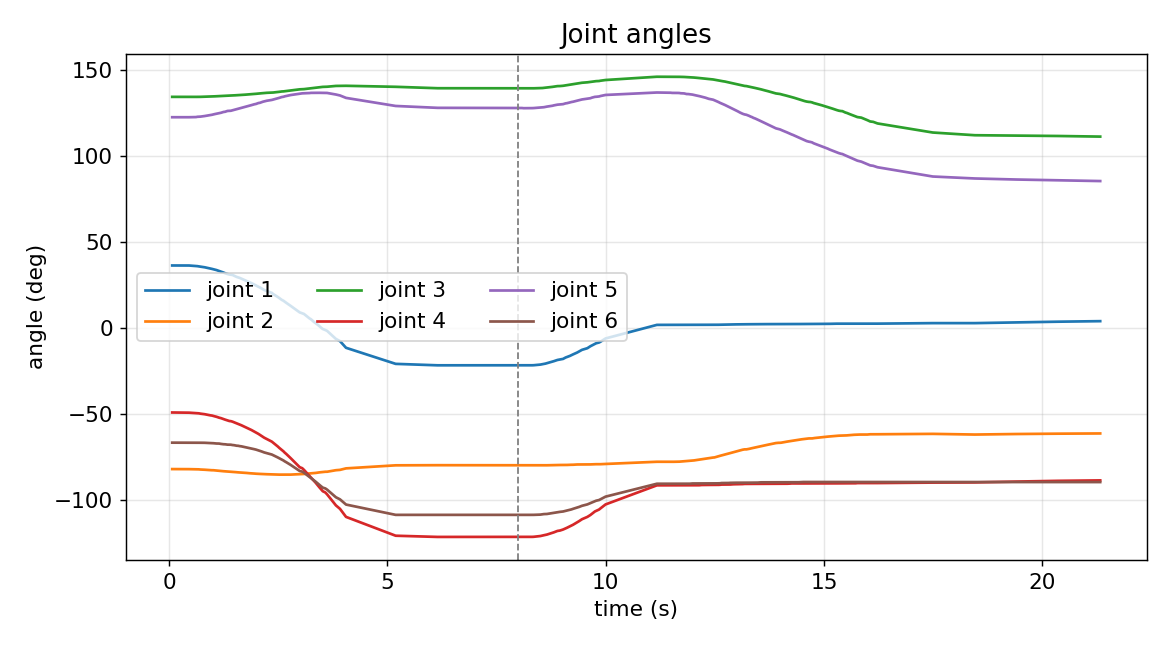 Joint angles
150
100
50
0
−50
−100
angle (deg)
joint 1 joint 3 joint 5
joint 2 joint 4 joint 6
0 5 10 15 20
time (s)